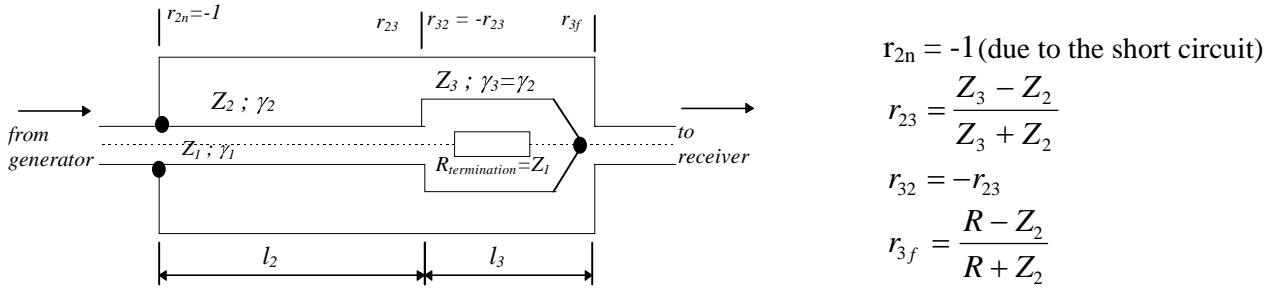 r₂ₙ=-1
r₂₃
r₃₂ = -r₂₃
r₃f
Z₂ ; γ₂
Z₃ ; γ₃=γ₂
from
generator
Z₁ ; γ₁
R_termination=Z₁
to
receiver
l₂
l₃
r₂ₙ = -1 (due to the short circuit)
r₂₃ = (Z₃ − Z₂) / (Z₃ + Z₂)
r₃₂ = −r₂₃
r₃f = (R − Z₂) / (R + Z₂)